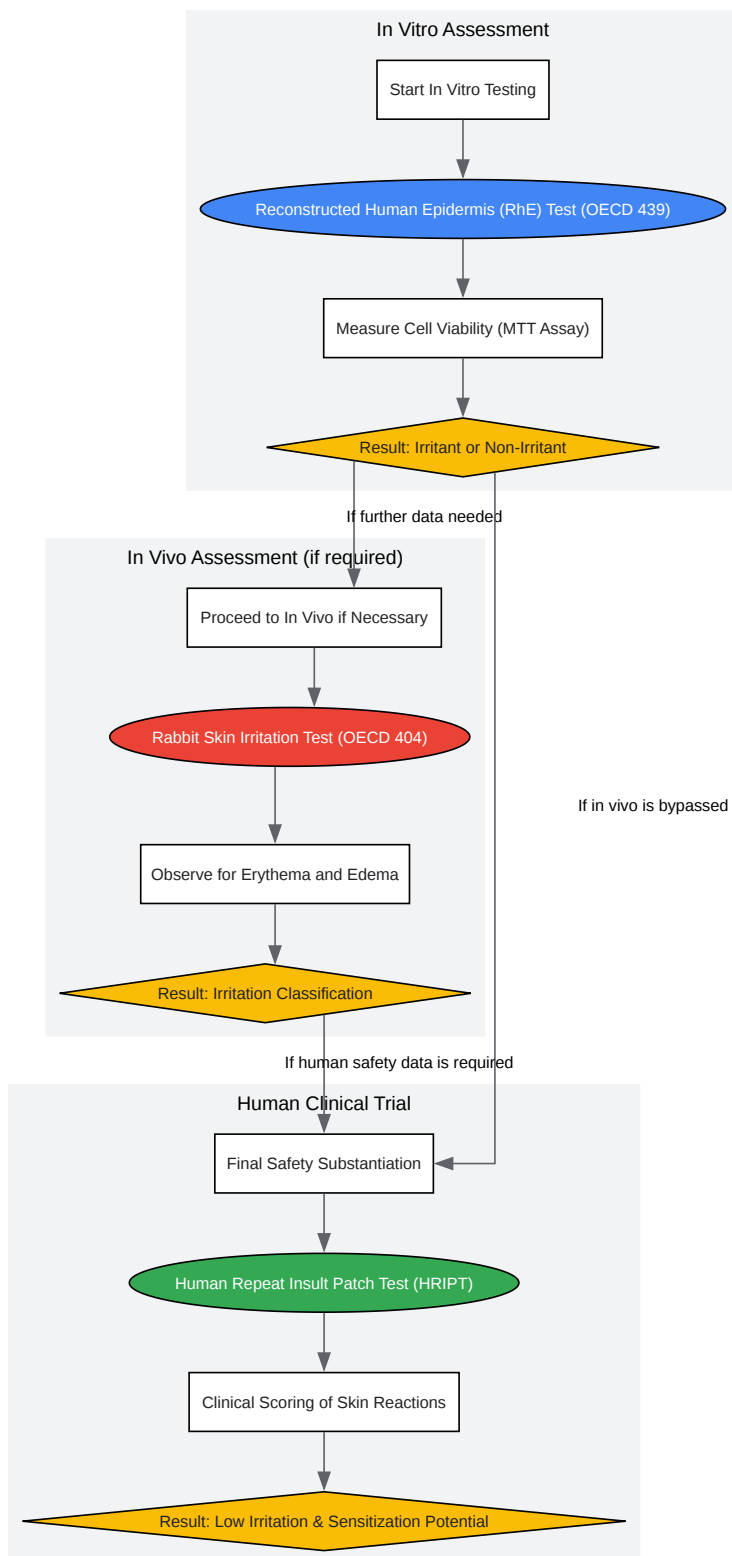 In Vitro Assessment
Start In Vitro Testing
Reconstructed Human Epidermis (RhE) Test (OECD 439)
Measure Cell Viability (MTT Assay)
Result: Irritant or Non-Irritant
If further data needed
In Vivo Assessment (if required)
Proceed to In Vivo if Necessary
Rabbit Skin Irritation Test (OECD 404)
If in vivo is bypassed
Observe for Erythema and Edema
Result: Irritation Classification
If human safety data is required
Human Clinical Trial
Final Safety Substantiation
Human Repeat Insult Patch Test (HRIPT)
Clinical Scoring of Skin Reactions
Result: Low Irritation & Sensitization Potential